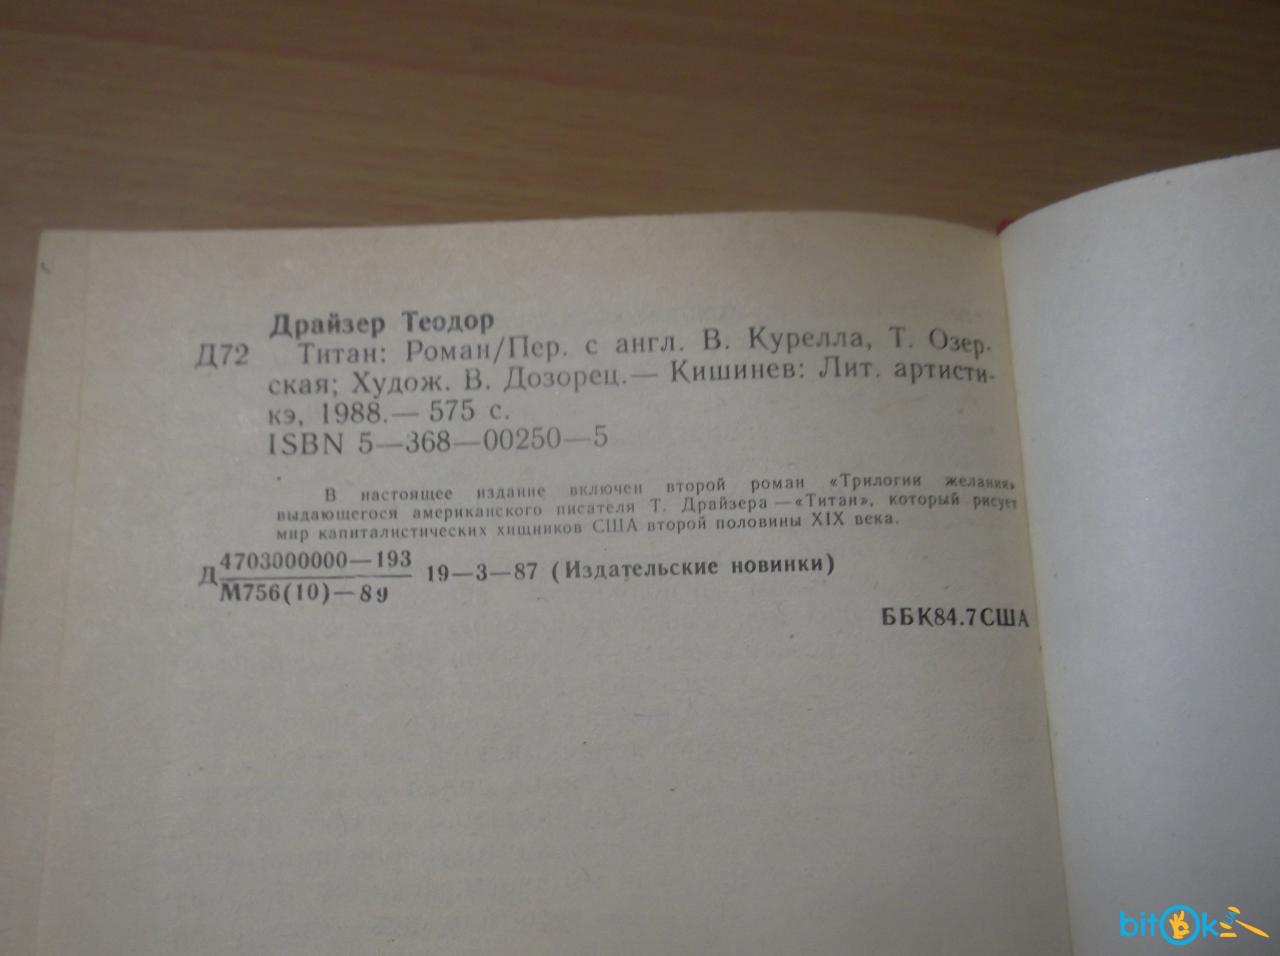 Драйзер Теодор
Д72 Титан: Роман/Пер. с англ. В. Курелла, Т. Озер-
ская; Худож. В. Дозорец.— Кишинев: Лит. артисти-
кэ, 1988.— 575 с.
ISBN 5—368—00250—5
В настоящее издание включен второй роман «Трилогии желания»
выдающегося американского писателя Т. Драйзера—«Титан», который рисует
мир капиталистических хищников США второй половины XIX века.
Д 4703000000—193 19—3—87 (Издательские новинки)
М756(10)—8
ББК84.7США
bitOk